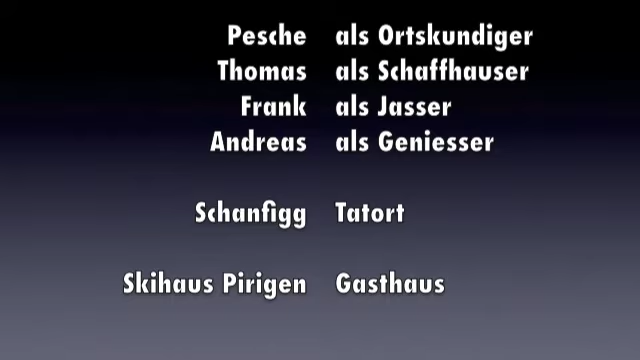 Pesche als Ortskundiger
Thomas als Schaffhauser
Frank als Jasser
Andreas als Geniesser
Schanfigg Tatort
Skihaus Pirigen Gasthaus